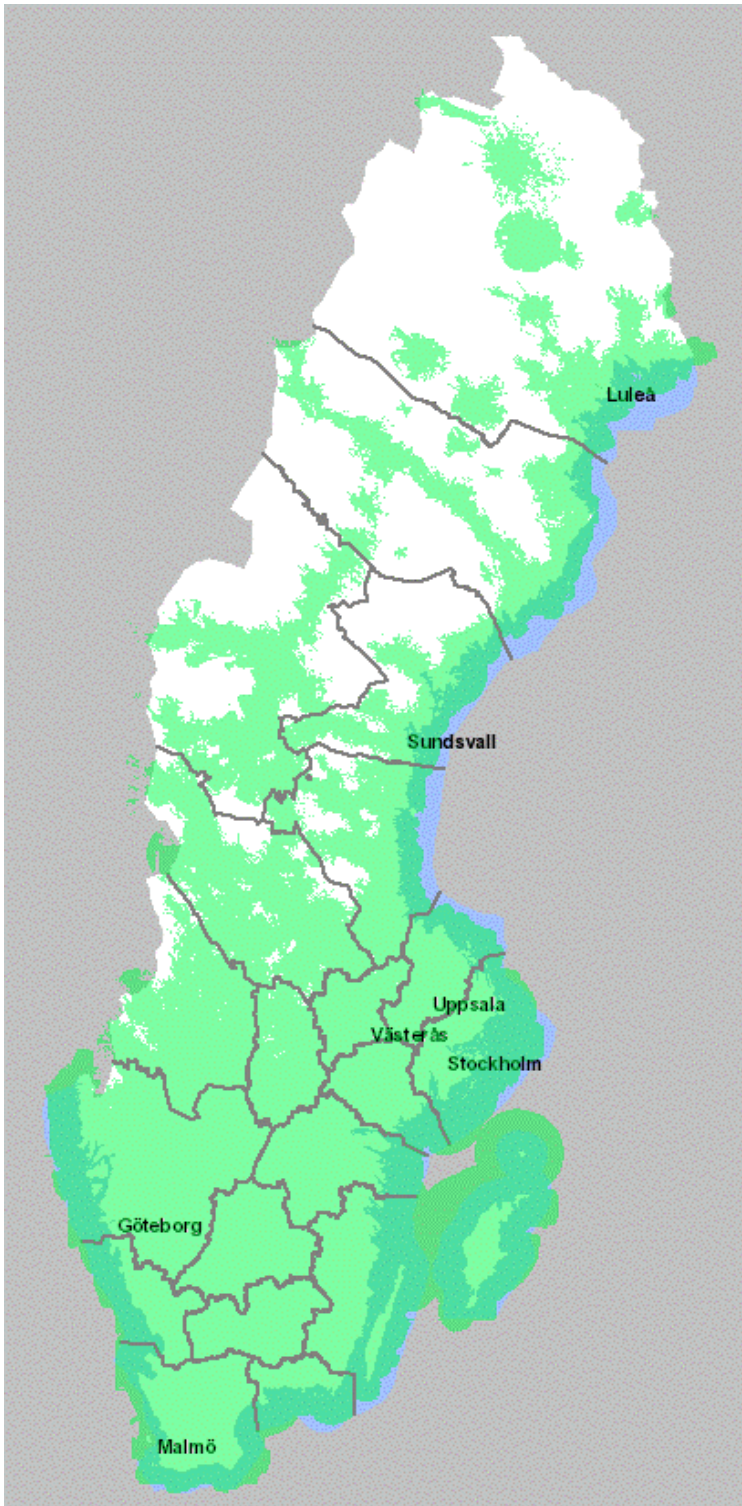 Luleå
Sundsvall
Uppsala
Västerås
Stockholm
Göteborg
Malmö